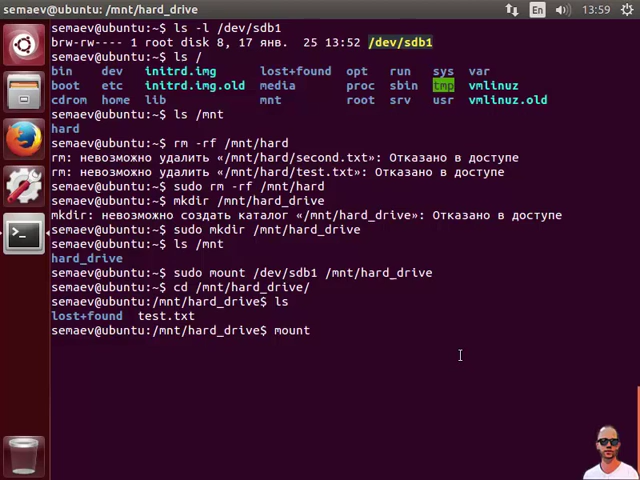 semaev@ubuntu: /mnt/hard_drive
En
13:59
semaev@ubuntu:~$ ls -l /dev/sdb1
brw-rw---- 1 root disk 8, 17 янв.  25 13:52 /dev/sdb1
semaev@ubuntu:~$ ls /
bin    dev   initrd.img      lost+found  opt   run   sys  var
boot   etc   initrd.img.old  media       proc  sbin  tmp  vmlinuz
cdrom  home  lib             mnt         root  srv   usr  vmlinuz.old
semaev@ubuntu:~$ ls /mnt
hard
semaev@ubuntu:~$ rm -rf /mnt/hard
rm: невозможно удалить «/mnt/hard/second.txt»: Отказано в доступе
rm: невозможно удалить «/mnt/hard/test.txt»: Отказано в доступе
semaev@ubuntu:~$ sudo rm -rf /mnt/hard
semaev@ubuntu:~$ mkdir /mnt/hard_drive
mkdir: невозможно создать каталог «/mnt/hard_drive»: Отказано в доступе
semaev@ubuntu:~$ sudo mkdir /mnt/hard_drive
semaev@ubuntu:~$ ls /mnt
hard_drive
semaev@ubuntu:~$ sudo mount /dev/sdb1 /mnt/hard_drive
semaev@ubuntu:~$ cd /mnt/hard_drive/
semaev@ubuntu:/mnt/hard_drive$ ls
lost+found  test.txt
semaev@ubuntu:/mnt/hard_drive$ mount